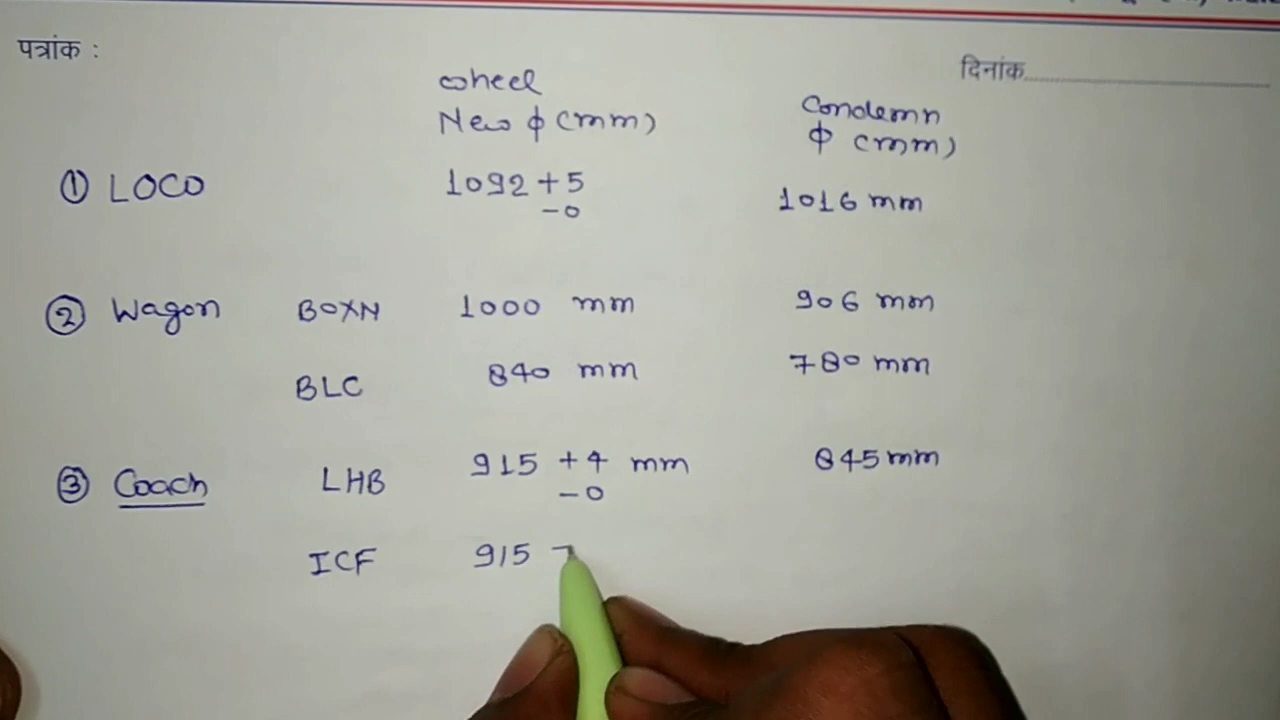 पत्रांक :
दिनांक
wheel
New ϕ (mm)
Condemn
ϕ (mm)
① LOCO 1092 + 5 1016 mm
- 0
② Wagon BOXN 1000 mm 906 mm
BLC 840 mm 780 mm
③ Coach LHB 915 + 4 mm 845 mm
- 0
ICF 915